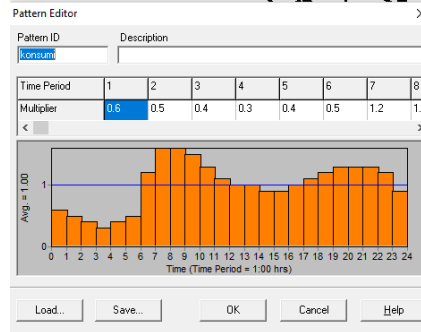 Pattern Editor
Pattern ID Description
konsumi
Time Period 1 2 3 4 5 6 7 8
Multiplier 0.6 0.5 0.4 0.3 0.4 0.5 1.2 1.
Avg. = 1.00
1
0
0 1 2 3 4 5 6 7 8 9 10 11 12 13 14 15 16 17 18 19 20 21 22 23 24
Time (Time Period = 1:00 hrs)
Load... Save... OK Cancel Help